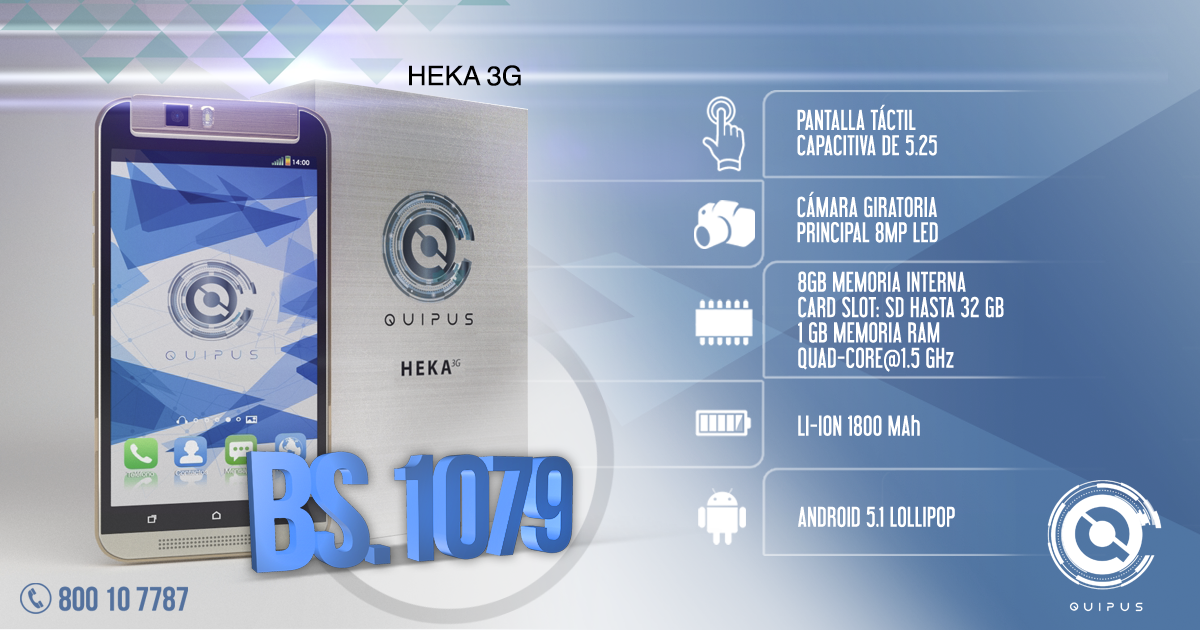 HEKA 3G
14:00
QUIPUS
QUIPUS
HEKA 3G
BS. 1079
800 10 7787
PANTALLA TÁCTIL
CAPACITIVA DE 5.25
CÁMARA GIRATORIA
PRINCIPAL 8MP LED
8GB MEMORIA INTERNA
CARD SLOT: SD HASTA 32 GB
1 GB MEMORIA RAM
QUAD-CORE@1.5 GHz
LI-ION 1800 MAh
ANDROID 5.1 LOLLIPOP
QUIPUS